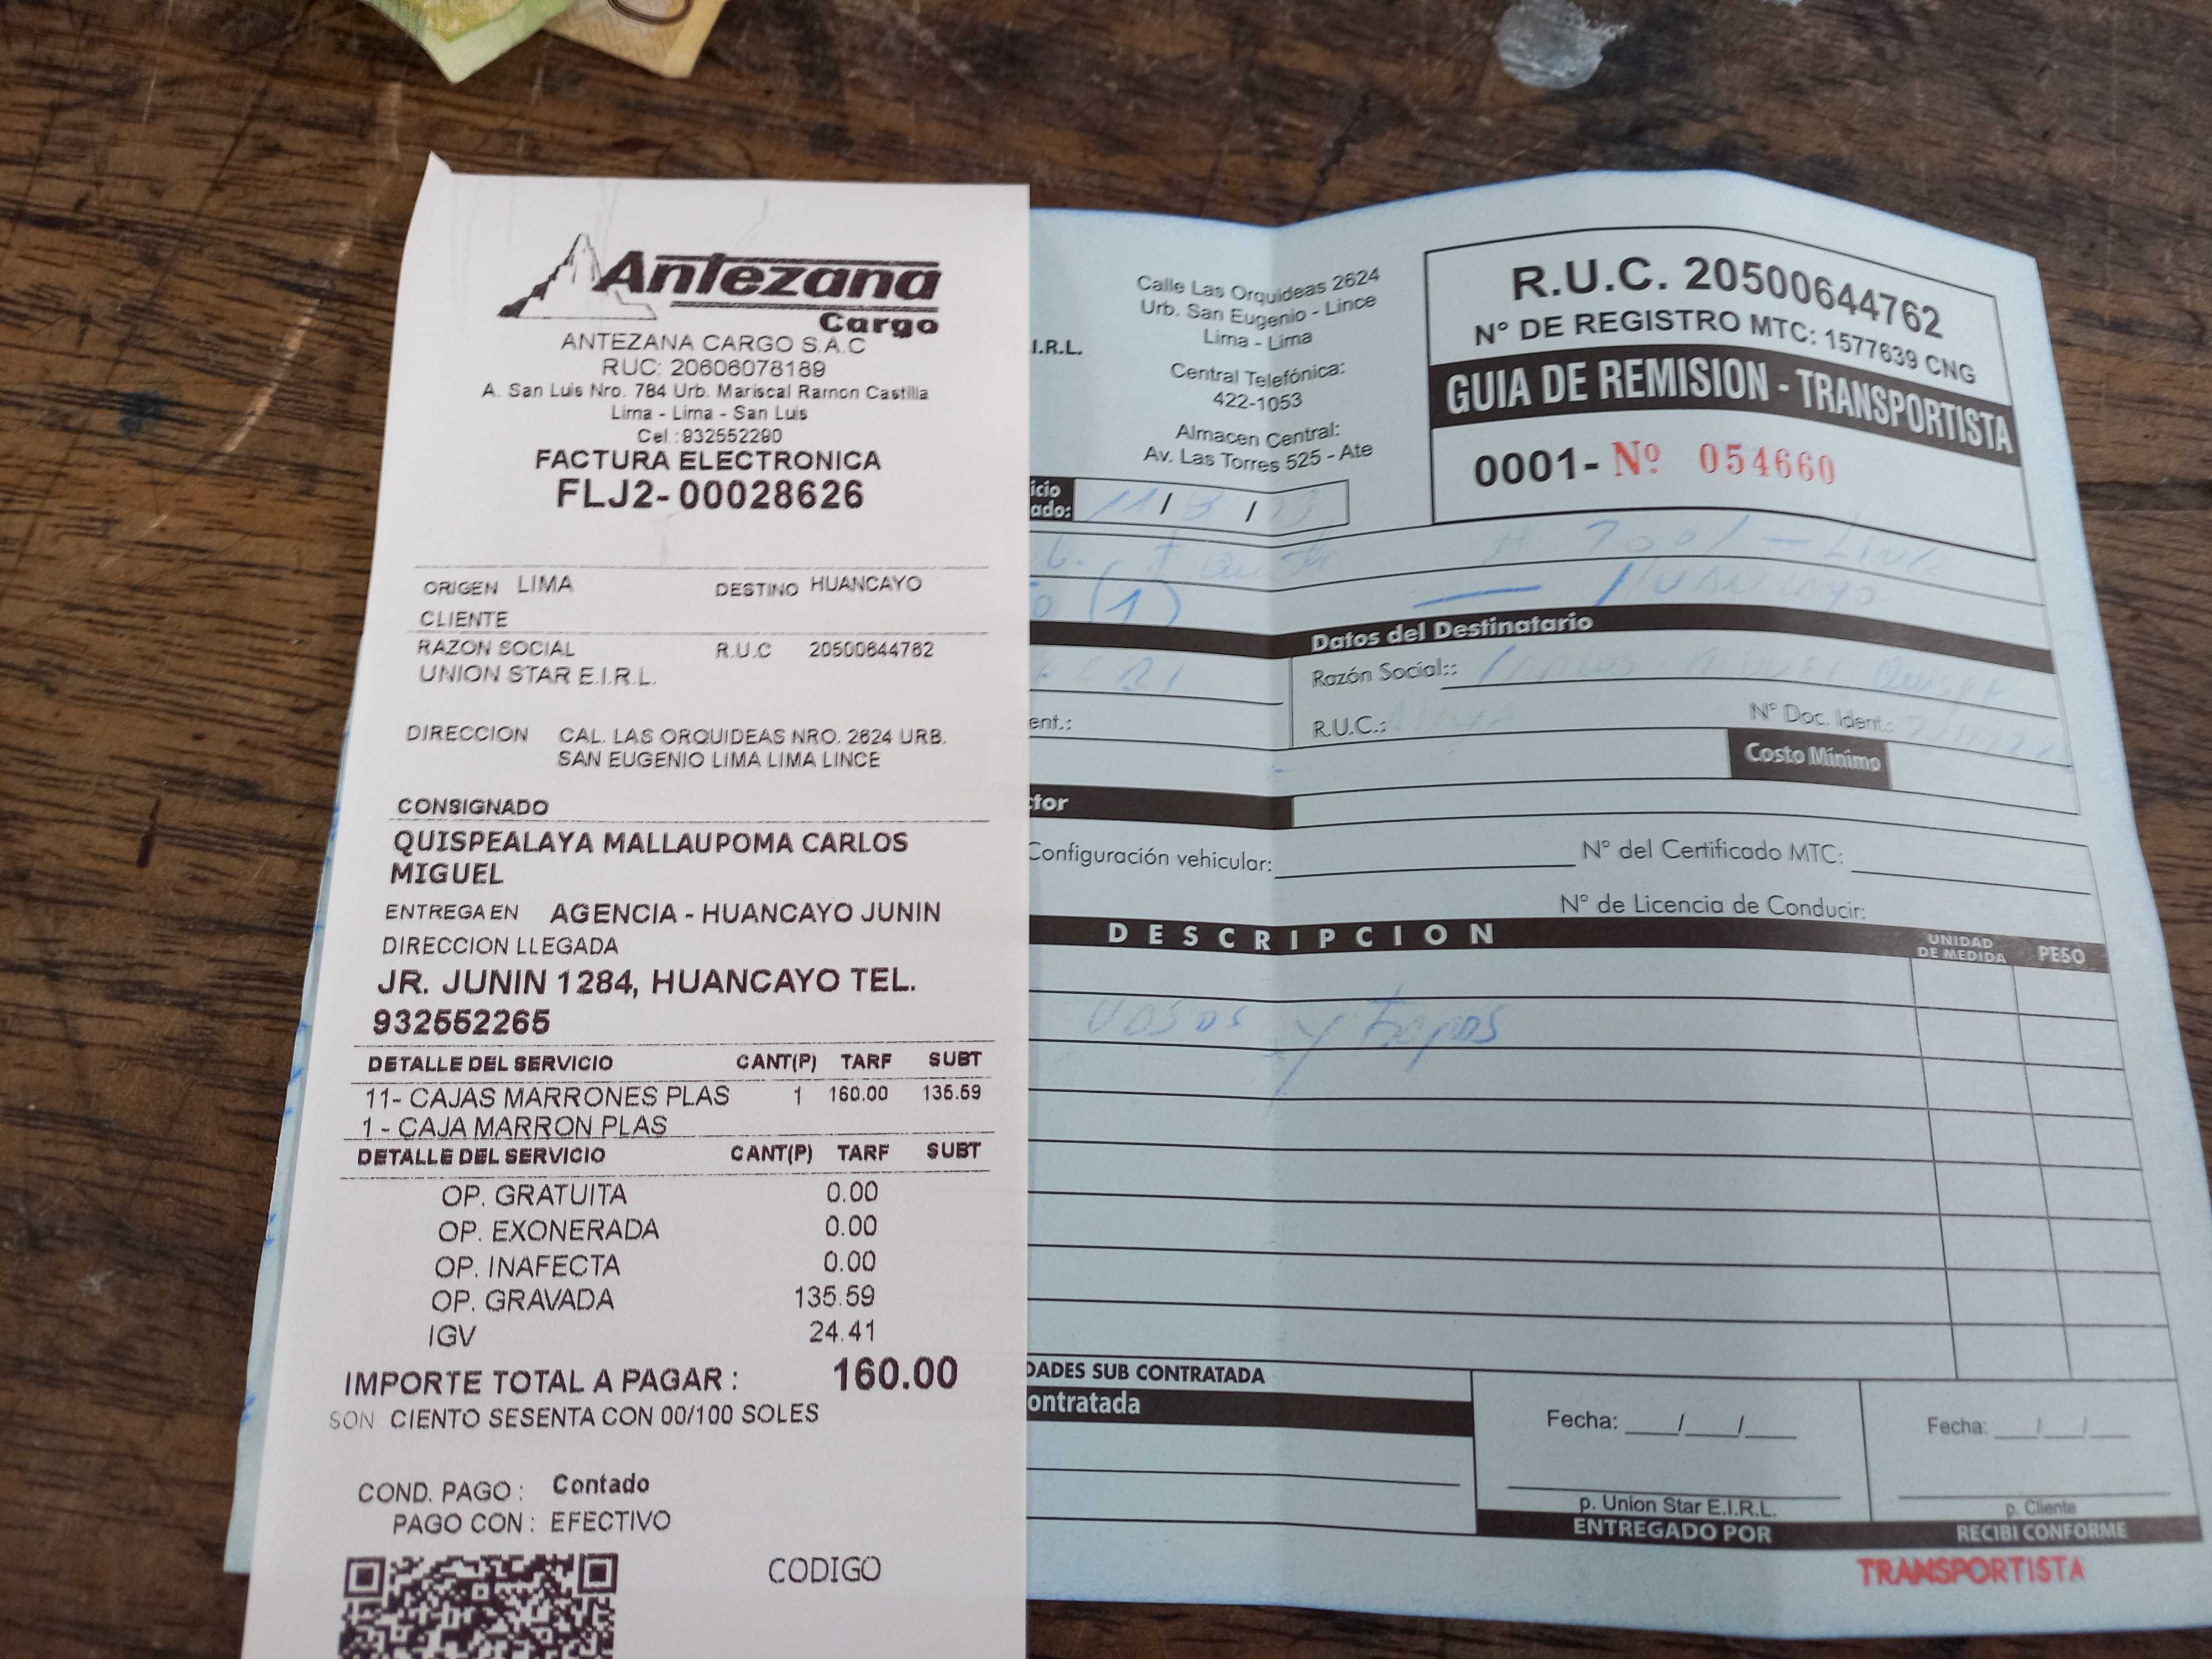 Antezana
Cargo
ANTEZANA CARGO S.A.C
RUC: 20606078189
A. San Luis Nro. 784 Urb. Mariscal Ramon Castilla
Lima - Lima - San Luis
Cel :932552290
FACTURA ELECTRONICA
FLJ2- 00028626
ORIGEN LIMA DESTINO HUANCAYO
CLIENTE
RAZON SOCIAL R.U.C 20500644762
UNION STAR E.I.R.L.
DIRECCION CAL. LAS ORQUIDEAS NRO. 2624 URB.
SAN EUGENIO LIMA LIMA LINCE
CONSIGNADO
QUISPEALAYA MALLAUPOMA CARLOS
MIGUEL
ENTREGA EN AGENCIA - HUANCAYO JUNIN
DIRECCION LLEGADA
JR. JUNIN 1284, HUANCAYO TEL.
932552265
DETALLE DEL SERVICIO CANT(P) TARF SUBT
11- CAJAS MARRONES PLAS 1 160.00 135.59
1 - CAJA MARRON PLAS
DETALLE DEL SERVICIO CANT(P) TARF SUBT
OP. GRATUITA 0.00
OP. EXONERADA 0.00
OP. INAFECTA 0.00
OP. GRAVADA 135.59
IGV 24.41
IMPORTE TOTAL A PAGAR : 160.00
SON CIENTO SESENTA CON 00/100 SOLES
COND. PAGO : Contado
PAGO CON : EFECTIVO
CODIGO
I.R.L.
Calle Las Orquideas 2624
Urb. San Eugenio - Lince
Lima - Lima
Central Telefónica:
422-1053
Almacen Central:
Av. Las Torres 525 - Ate
R.U.C. 20500644762
N° DE REGISTRO MTC: 1577639 CNG
GUIA DE REMISION - TRANSPORTISTA
0001- Nº 054660
icio
ado: 11/ /
(1) HUANCAYO
Datos del Destinatario
Razón Social::
ent.:
R.U.C.: N° Doc. Ident.:
Costo Mínimo
tor
Configuración vehicular: N° del Certificado MTC:
N° de Licencia de Conducir:
DESCRIPCION UNIDAD DE MEDIDA PESO
Vasos y tapas
DADES SUB CONTRATADA
ontratada
Fecha: / / Fecha: / /
p. Union Star E.I.R.L. p. Cliente
ENTREGADO POR RECIBI CONFORME
TRANSPORTISTA